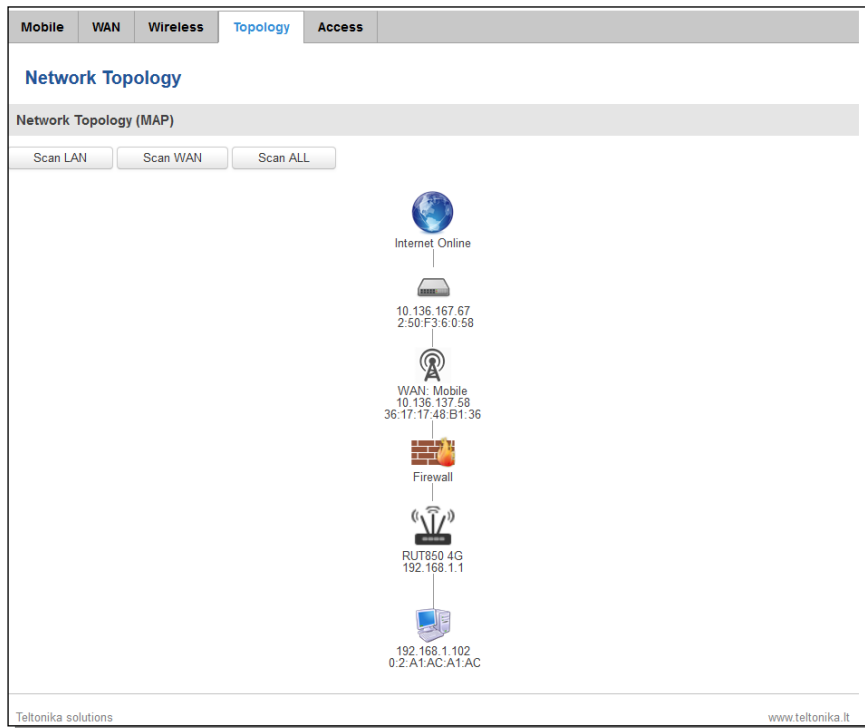 Mobile WAN Wireless Topology Access
Network Topology
Network Topology (MAP)
Scan LAN Scan WAN Scan ALL
Internet Online
10.136.167.67
2:50:F3:6:0:58
WAN: Mobile
10.136.137.58
36:17:17:48:B1:36
Firewall
RUT850 4G
192.168.1.1
192.168.1.102
0:2:A1:AC:A1:AC
Teltonika solutions www.teltonika.lt